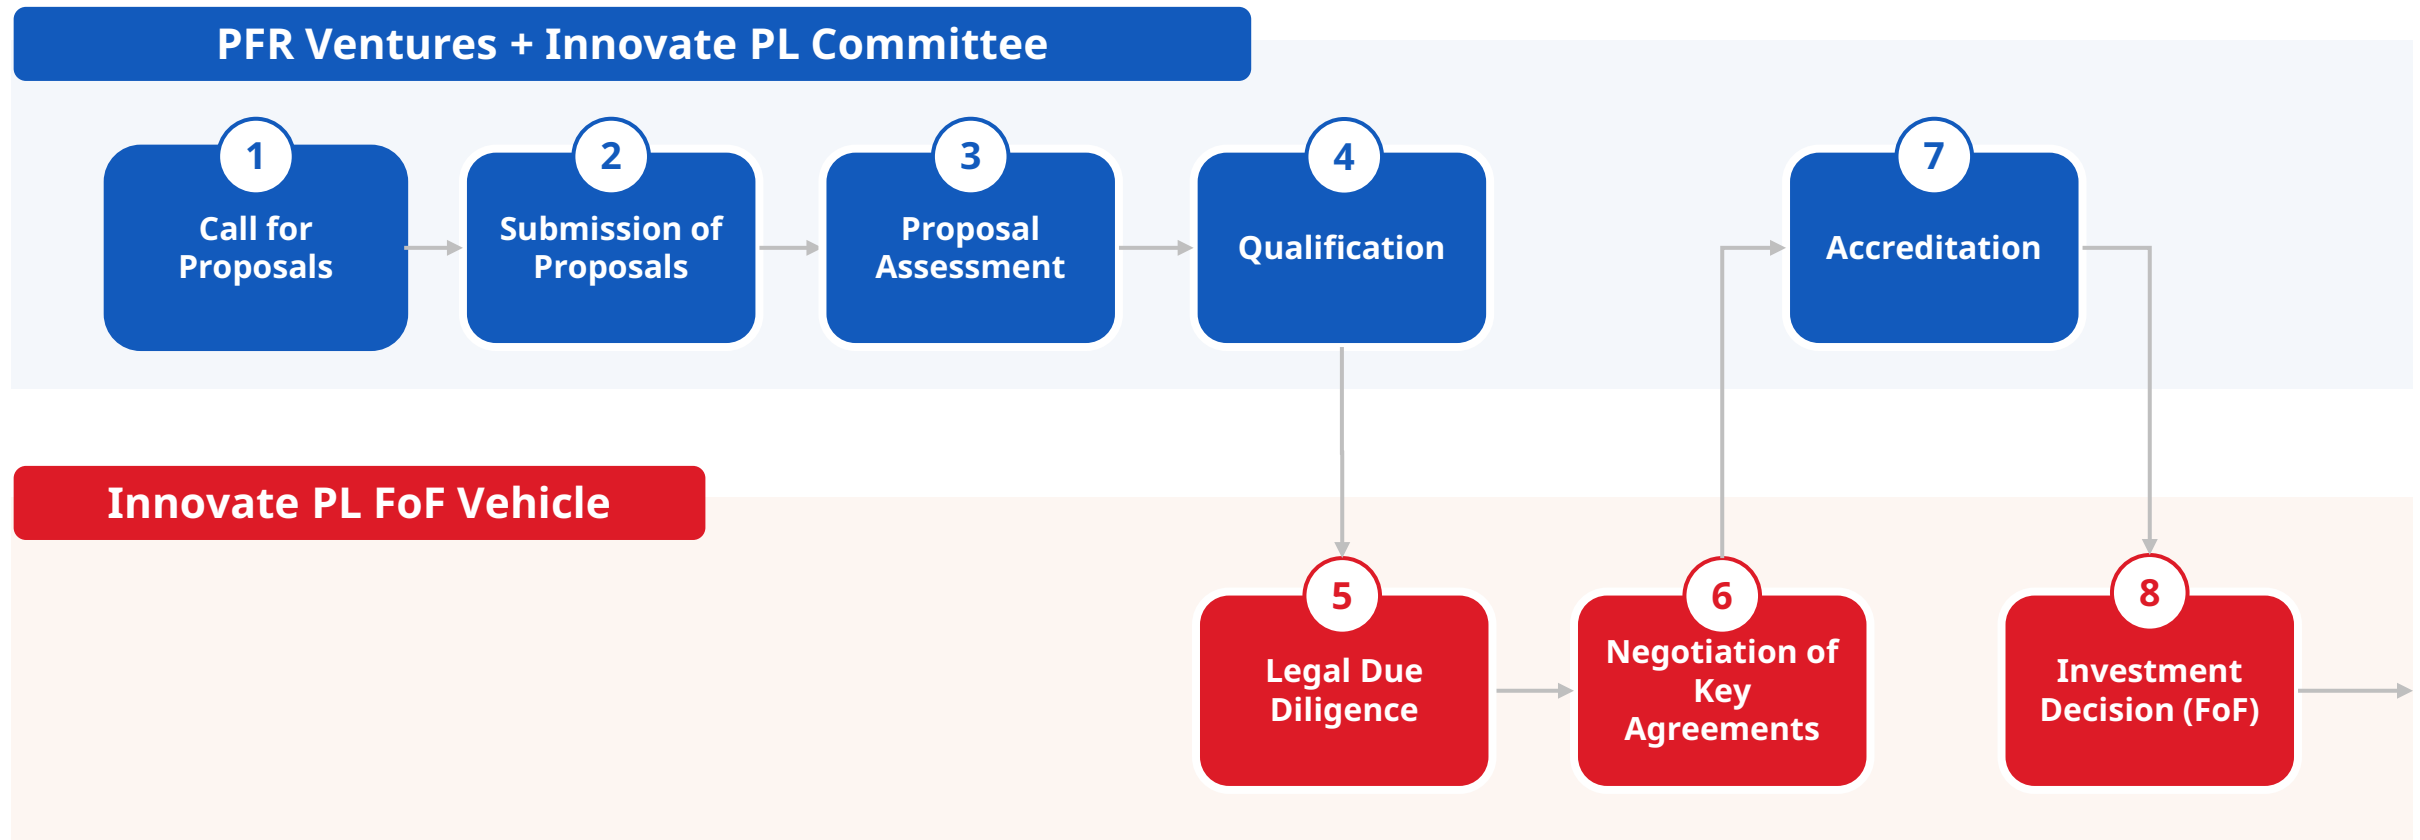 PFR Ventures + Innovate PL Committee
1
Call for
Proposals
2
Submission of
Proposals
3
Proposal
Assessment
4
Qualification
7
Accreditation
Innovate PL FoF Vehicle
5
Legal Due
Diligence
6
Negotiation of
Key
Agreements
8
Investment
Decision (FoF)